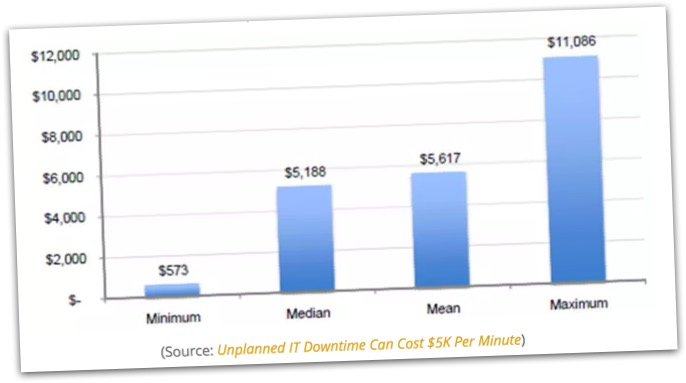 $12,000
$10,000
$8,000
$6,000
$4,000
$2,000
$-
$573
$5,188
$5,617
$11,086
Minimum
Median
Mean
Maximum
(Source: Unplanned IT Downtime Can Cost $5K Per Minute)